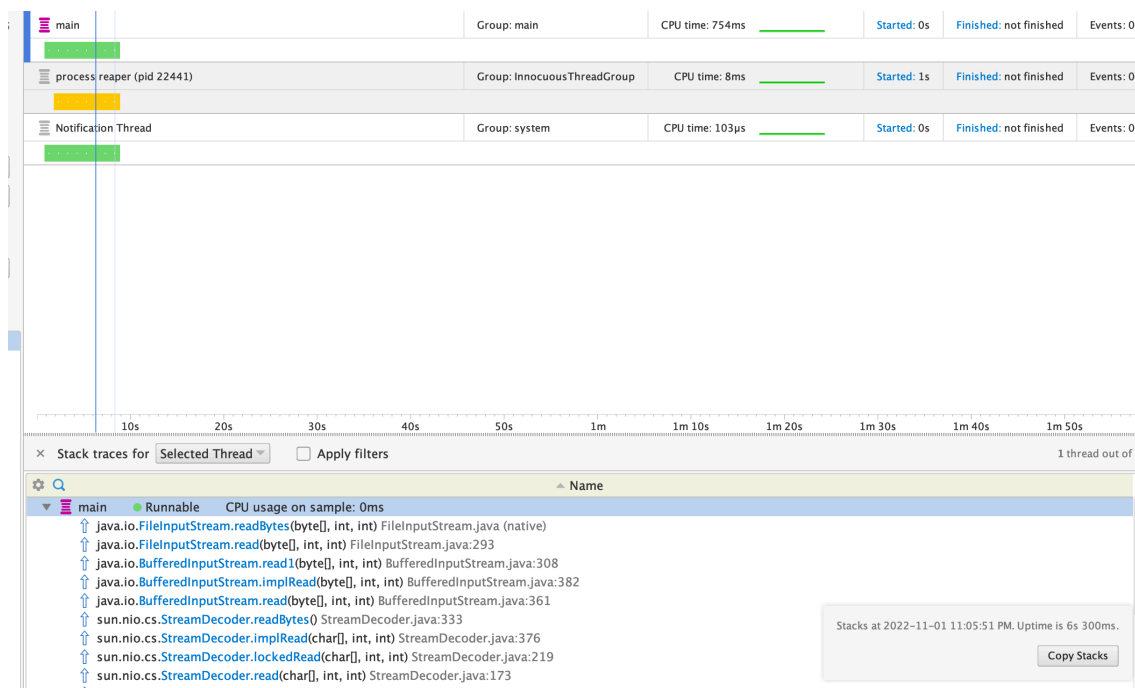 main Group: main CPU time: 754ms Started: 0s Finished: not finished Events: 0
process reaper (pid 22441) Group: InnocuousThreadGroup CPU time: 8ms Started: 1s Finished: not finished Events: 0
Notification Thread Group: system CPU time: 103µs Started: 0s Finished: not finished Events: 0
10s 20s 30s 40s 50s 1m 1m 10s 1m 20s 1m 30s 1m 40s 1m 50s
× Stack traces for Selected Thread Apply filters 1 thread out of
Name
main Runnable CPU usage on sample: 0ms
java.io.FileInputStream.readBytes(byte[], int, int) FileInputStream.java (native)
java.io.FileInputStream.read(byte[], int, int) FileInputStream.java:293
java.io.BufferedInputStream.read1(byte[], int, int) BufferedInputStream.java:308
java.io.BufferedInputStream.implRead(byte[], int, int) BufferedInputStream.java:382
java.io.BufferedInputStream.read(byte[], int, int) BufferedInputStream.java:361
sun.nio.cs.StreamDecoder.readBytes() StreamDecoder.java:333
sun.nio.cs.StreamDecoder.implRead(char[], int, int) StreamDecoder.java:376
sun.nio.cs.StreamDecoder.lockedRead(char[], int, int) StreamDecoder.java:219
sun.nio.cs.StreamDecoder.read(char[], int, int) StreamDecoder.java:173
Stacks at 2022-11-01 11:05:51 PM. Uptime is 6s 300ms.
Copy Stacks